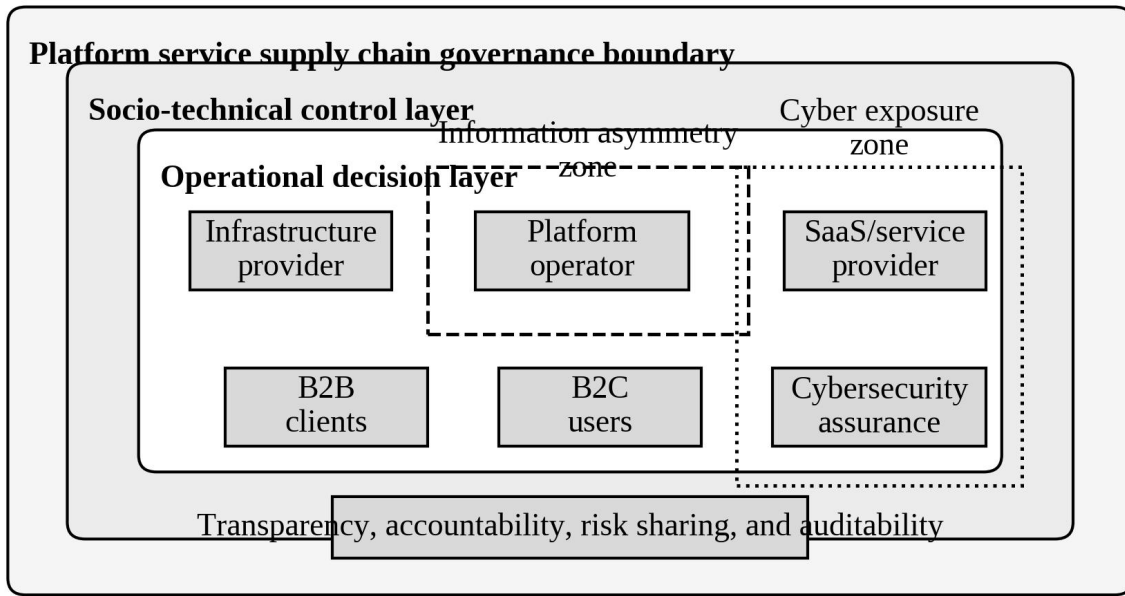 Platform service supply chain governance boundary
Socio-technical control layer
Cyber exposure
zone
Information asymmetry
zone
Operational decision layer
Infrastructure
provider
Platform
operator
SaaS/service
provider
B2B
clients
B2C
users
Cybersecurity
assurance
Transparency, accountability, risk sharing, and auditability